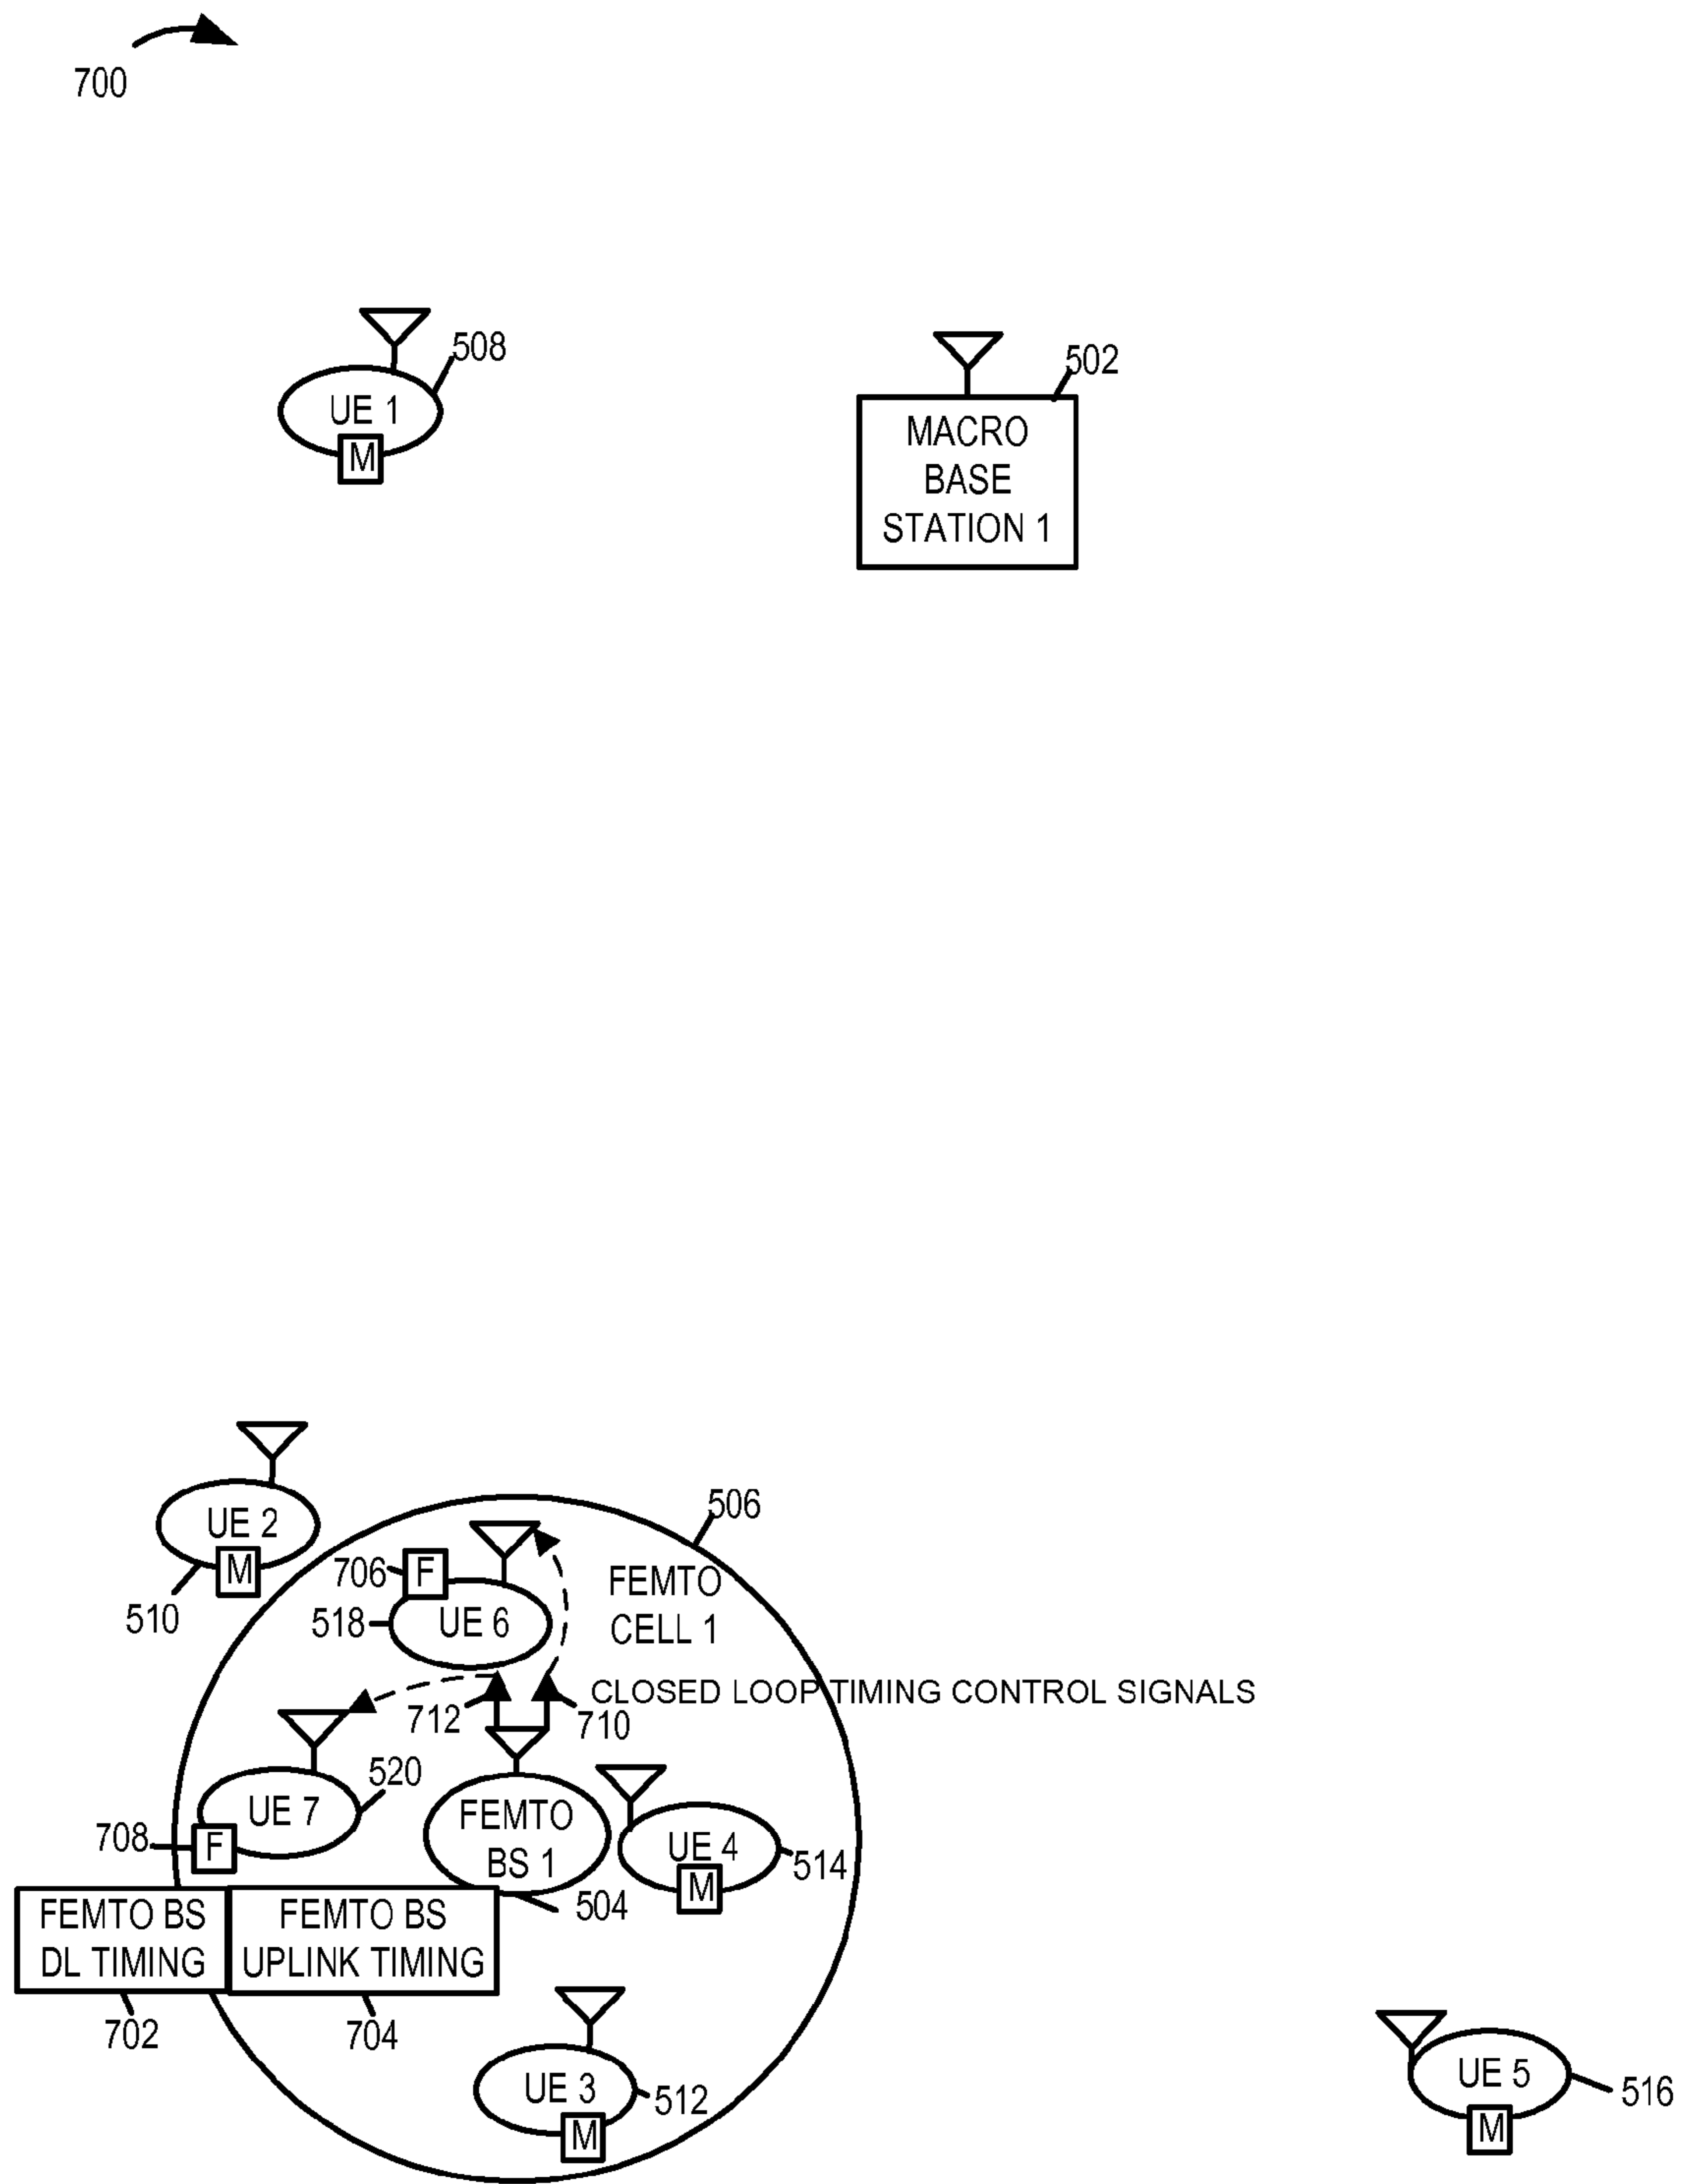 700
508
UE 1
M
502
MACRO
BASE
STATION 1
UE 2
M
510
506
706
F
518
UE 6
FEMTO
CELL 1
CLOSED LOOP TIMING CONTROL SIGNALS
712
710
520
UE 7
708
F
FEMTO
BS 1
504
UE 4
M
514
FEMTO BS
DL TIMING
FEMTO BS
UPLINK TIMING
702
704
UE 3
M
512
UE 5
M
516